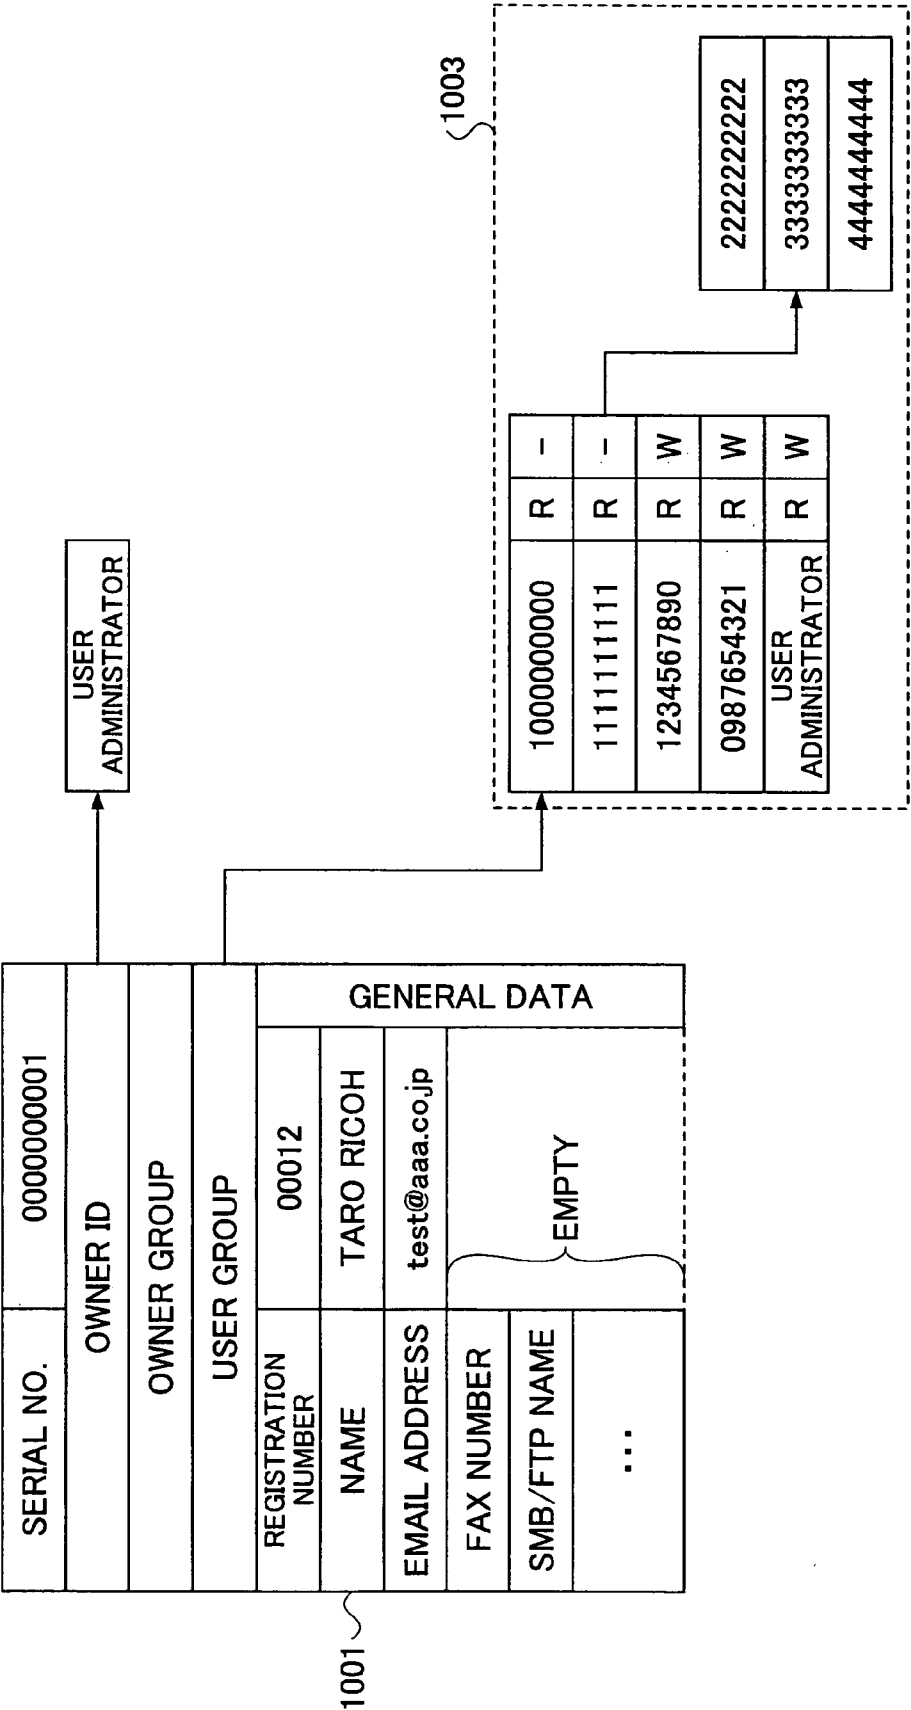 SERIAL NO.
0000000001
OWNER ID
OWNER GROUP
USER GROUP
REGISTRATION
NUMBER
00012
NAME
TARO RICOH
EMAIL ADDRESS
test@aaa.co.jp
FAX NUMBER
SMB/FTP NAME
...
EMPTY
GENERAL DATA
1001
USER
ADMINISTRATOR
1003
1000000000 R -
1111111111 R -
1234567890 R W
0987654321 R W
USER
ADMINISTRATOR R W
2222222222
3333333333
4444444444